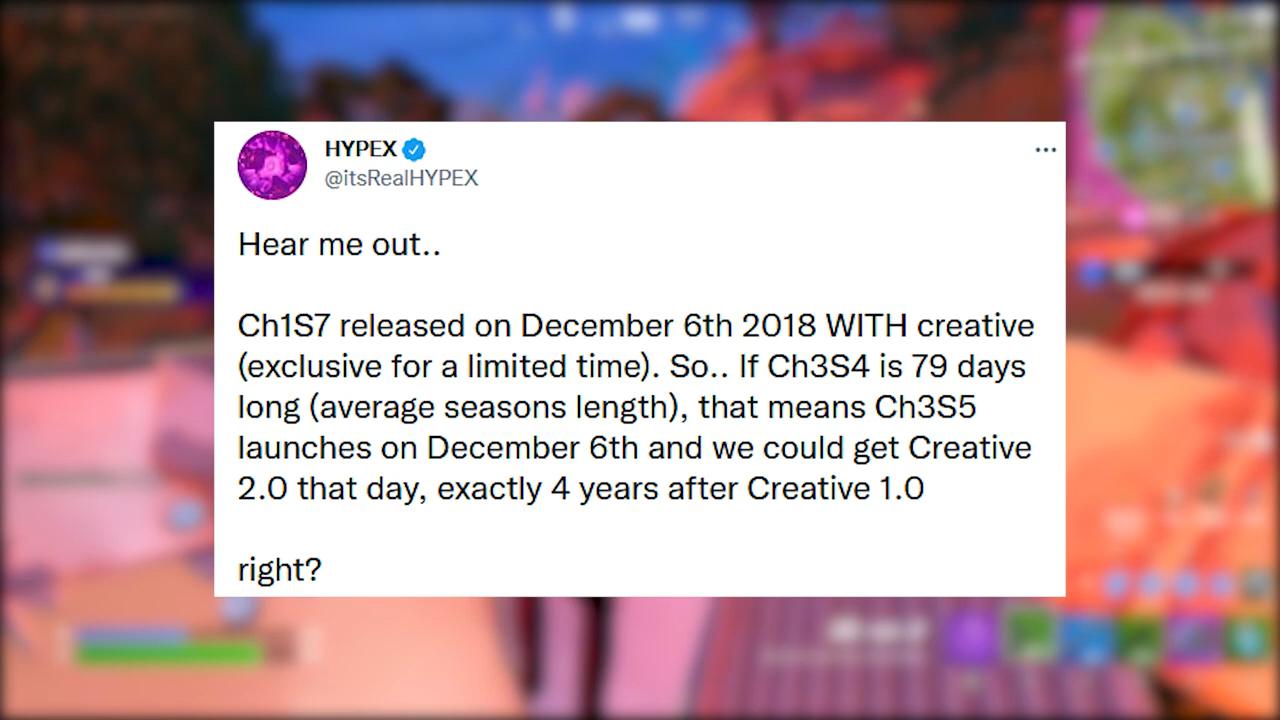 HYPEX
@itsRealHYPEX
Hear me out..
Ch1S7 released on December 6th 2018 WITH creative
(exclusive for a limited time). So.. If Ch3S4 is 79 days
long (average seasons length), that means Ch3S5
launches on December 6th and we could get Creative
2.0 that day, exactly 4 years after Creative 1.0
right?